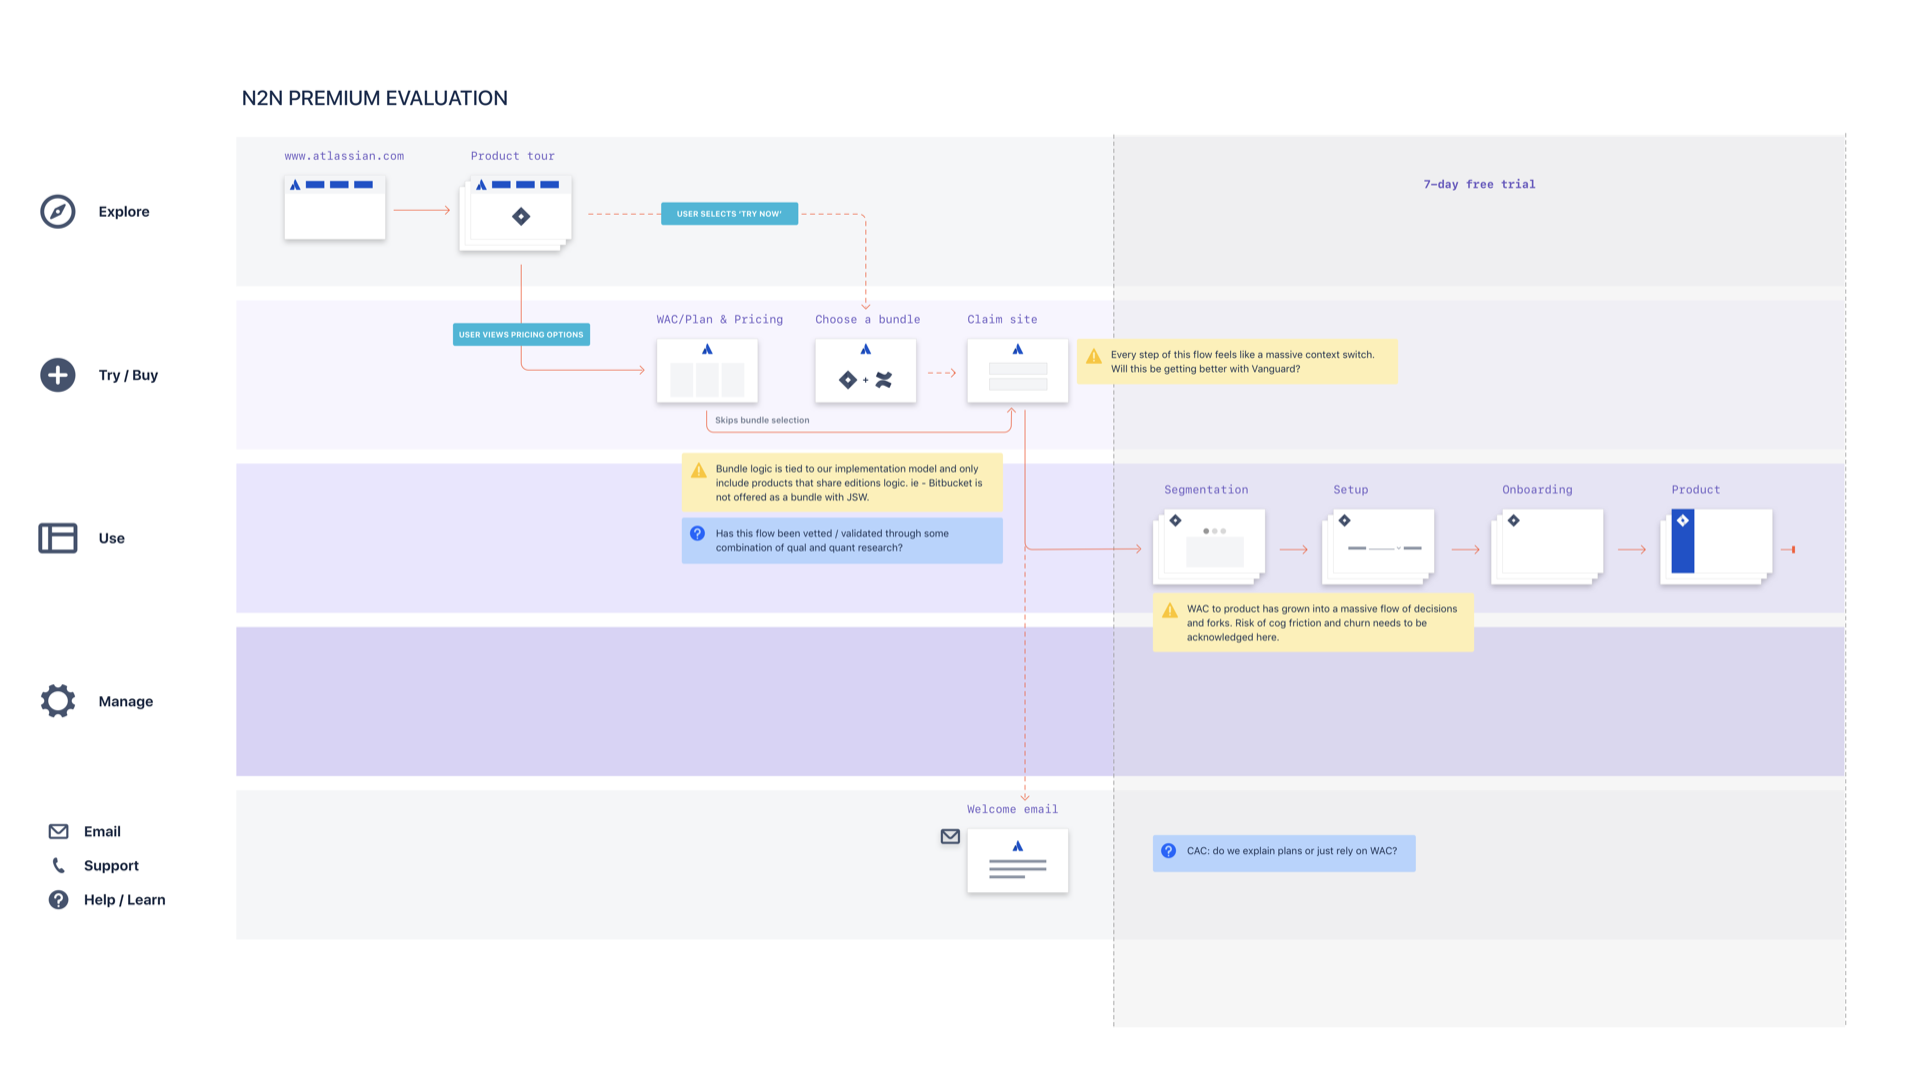 N2N PREMIUM EVALUATION
www.atlassian.com
Product tour
7-day free trial
Explore
USER SELECTS 'TRY NOW'
WAC/Plan & Pricing
Choose a bundle
Claim site
USER VIEWS PRICING OPTIONS
Try / Buy
+
Every step of this flow feels like a massive context switch.
Will this be getting better with Vanguard?
Skips bundle selection
Bundle logic is tied to our implementation model and only
include products that share editions logic. ie - Bitbucket is
not offered as a bundle with JSW.
Has this flow been vetted / validated through some
combination of qual and quant research?
Use
Segmentation
Setup
Onboarding
Product
WAC to product has grown into a massive flow of decisions
and forks. Risk of cog friction and churn needs to be
acknowledged here.
Manage
Welcome email
Email
Support
Help / Learn
CAC: do we explain plans or just rely on WAC?